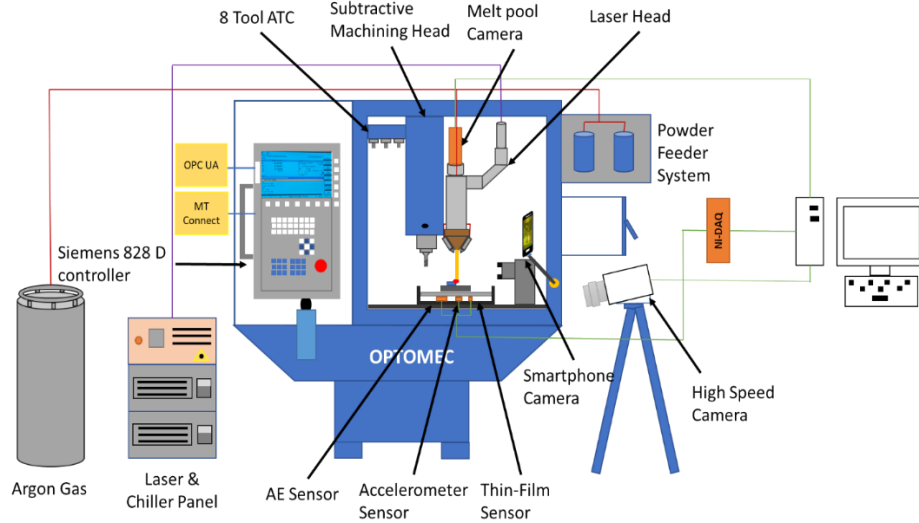 8 Tool ATC
Subtractive
Machining Head
Melt pool
Camera
Laser Head
OPC UA
MT
Connect
Siemens 828 D
controller
Powder
Feeder
System
NI-DAQ
OPTOMEC
Smartphone
Camera
High Speed
Camera
Argon Gas
Laser &
Chiller Panel
AE Sensor
Accelerometer
Sensor
Thin-Film
Sensor